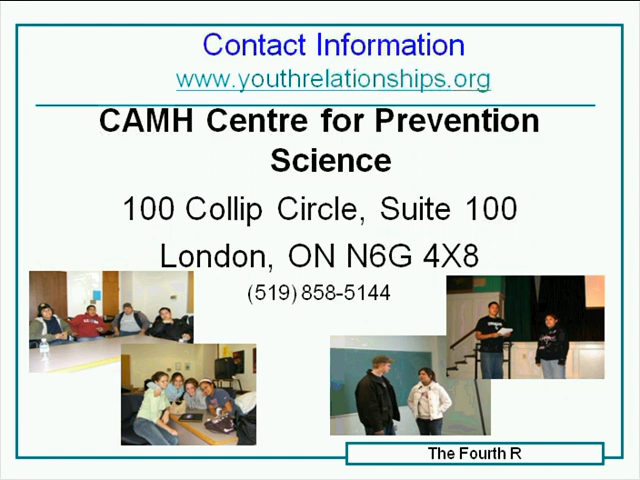 Contact Information
www.youthrelationships.org
CAMH Centre for Prevention
Science
100 Collip Circle, Suite 100
London, ON N6G 4X8
(519) 858-5144
The Fourth R